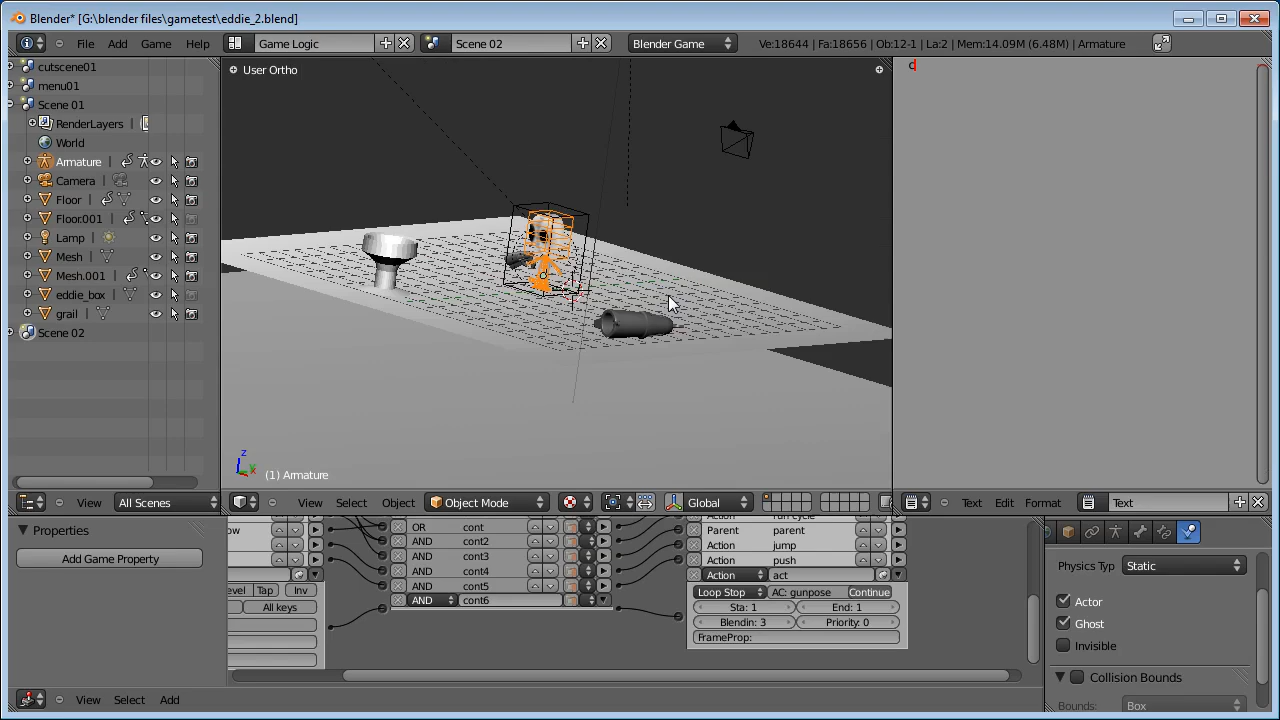 Blender* [G:\blender files\gametest\eddie_2.blend]
File Add Game Help Game Logic Scene 02 Blender Game Ve:18644 | Fa:18656 | Ob:12-1 | La:2 | Mem:14.09M (6.48M) | Armature
cutscene01
menu01
Scene 01
RenderLayers |
World
Armature |
Camera |
Floor |
Floor.001 |
Lamp |
Mesh |
Mesh.001 |
eddie_box |
grail |
Scene 02
User Ortho
z
(1) Armature
View All Scenes
View Select Object Object Mode Global
View Edit Format Text
Properties
Add Game Property
ow
evel Tap Inv
All keys
OR cont
AND cont2
AND cont3
AND cont4
AND cont5
AND cont6
Action run cycle
Parent parent
Action jump
Action push
Action act
Loop Stop AC: gunpose Continue
Sta: 1 End: 1
Blendin: 3 Priority: 0
FrameProp:
Physics Typ Static
Actor
Ghost
Invisible
Collision Bounds
Bounds: Box
View Select Add